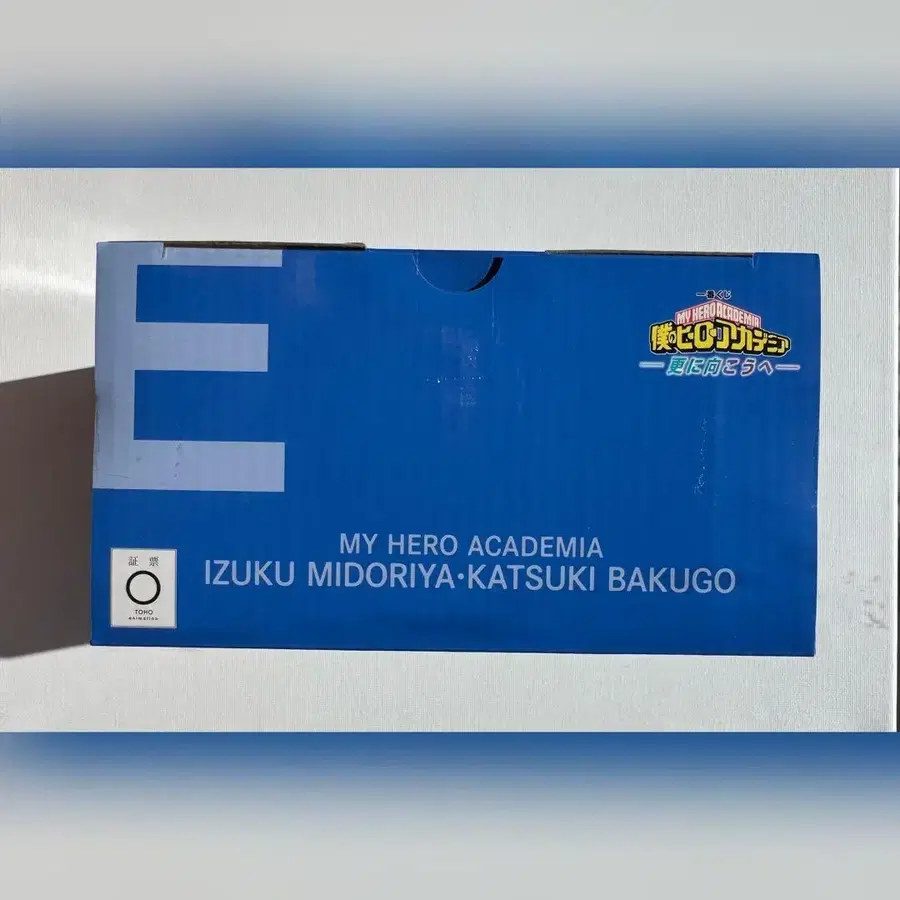 E
一番くじ
MY HERO ACADEMIA
僕のヒーローアカデミア
更に向こうへ
MY HERO ACADEMIA
IZUKU MIDORIYA・KATSUKI BAKUGO
証票
TOHO
animation